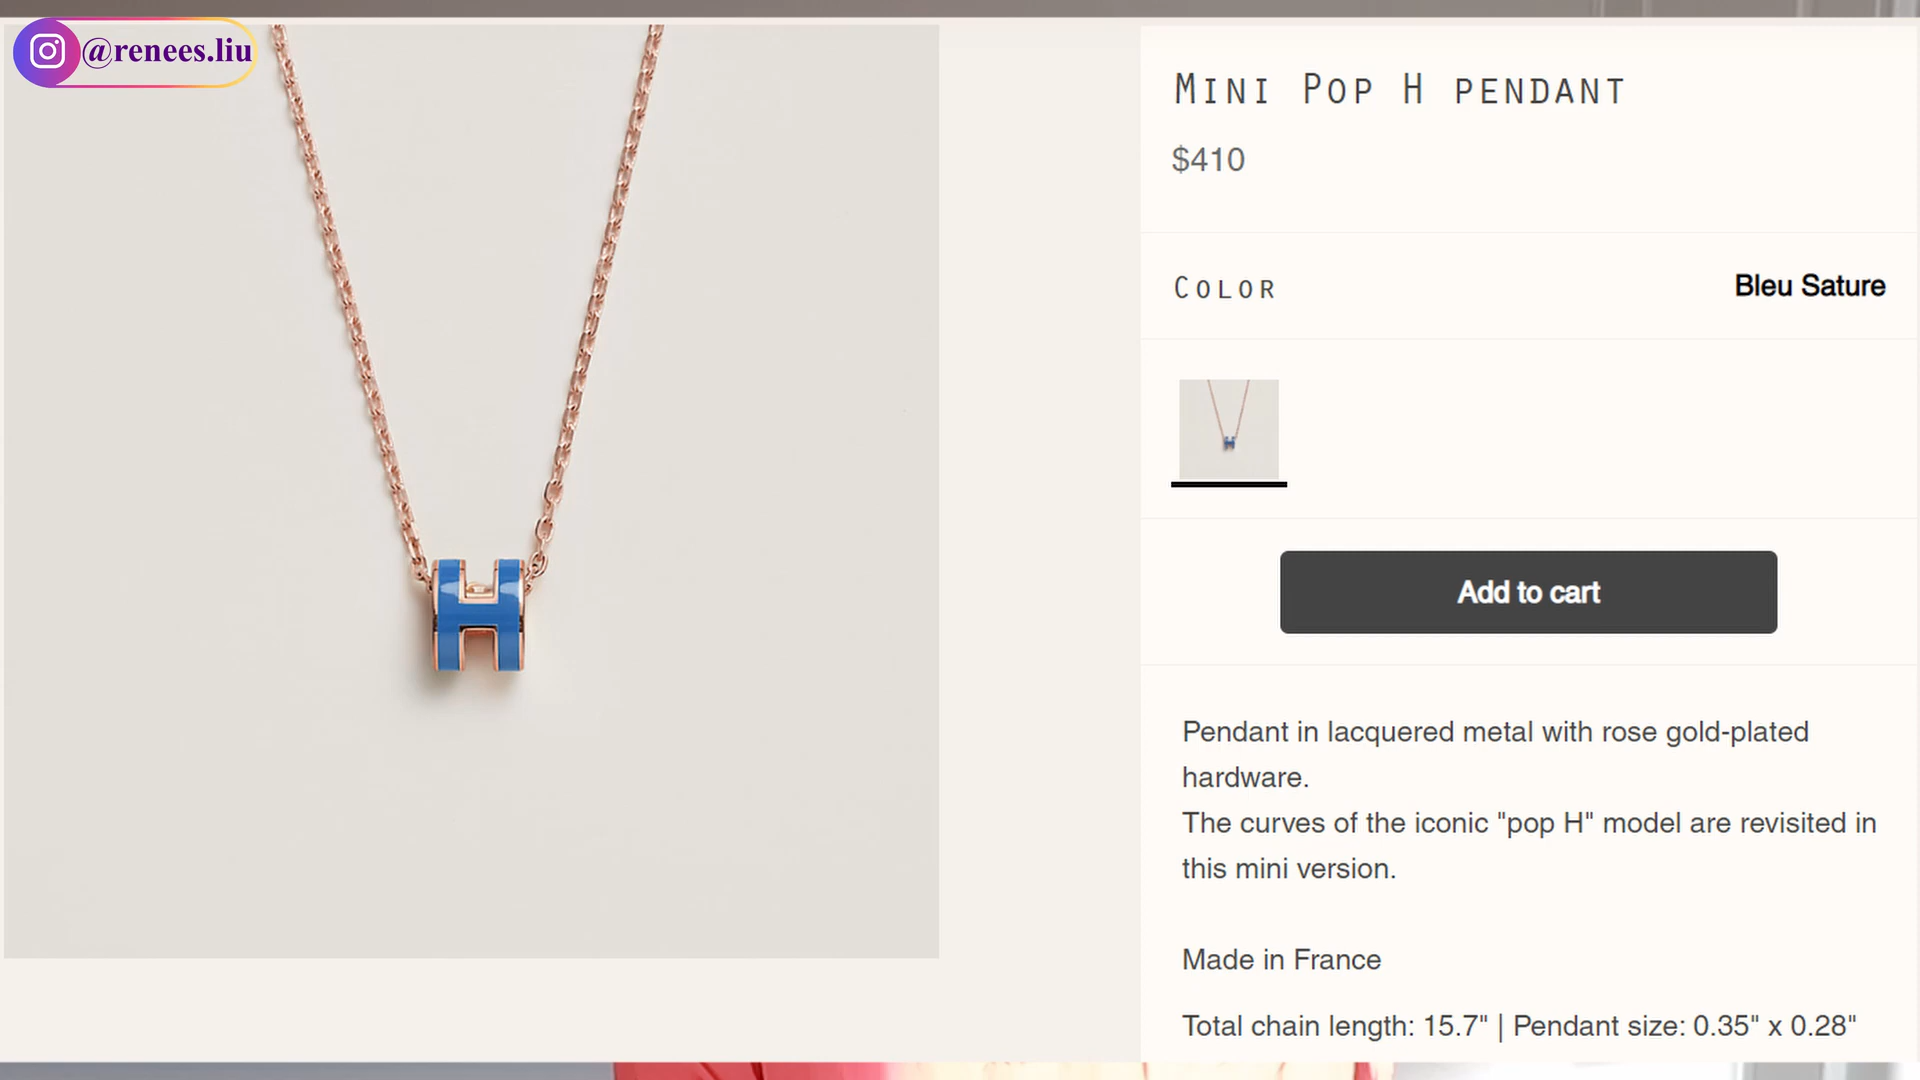 @renees.liu
Mini Pop H pendant
$410
Color
Bleu Sature
Add to cart
Pendant in lacquered metal with rose gold-plated
hardware.
The curves of the iconic "pop H" model are revisited in
this mini version.
Made in France
Total chain length: 15.7" | Pendant size: 0.35" x 0.28"